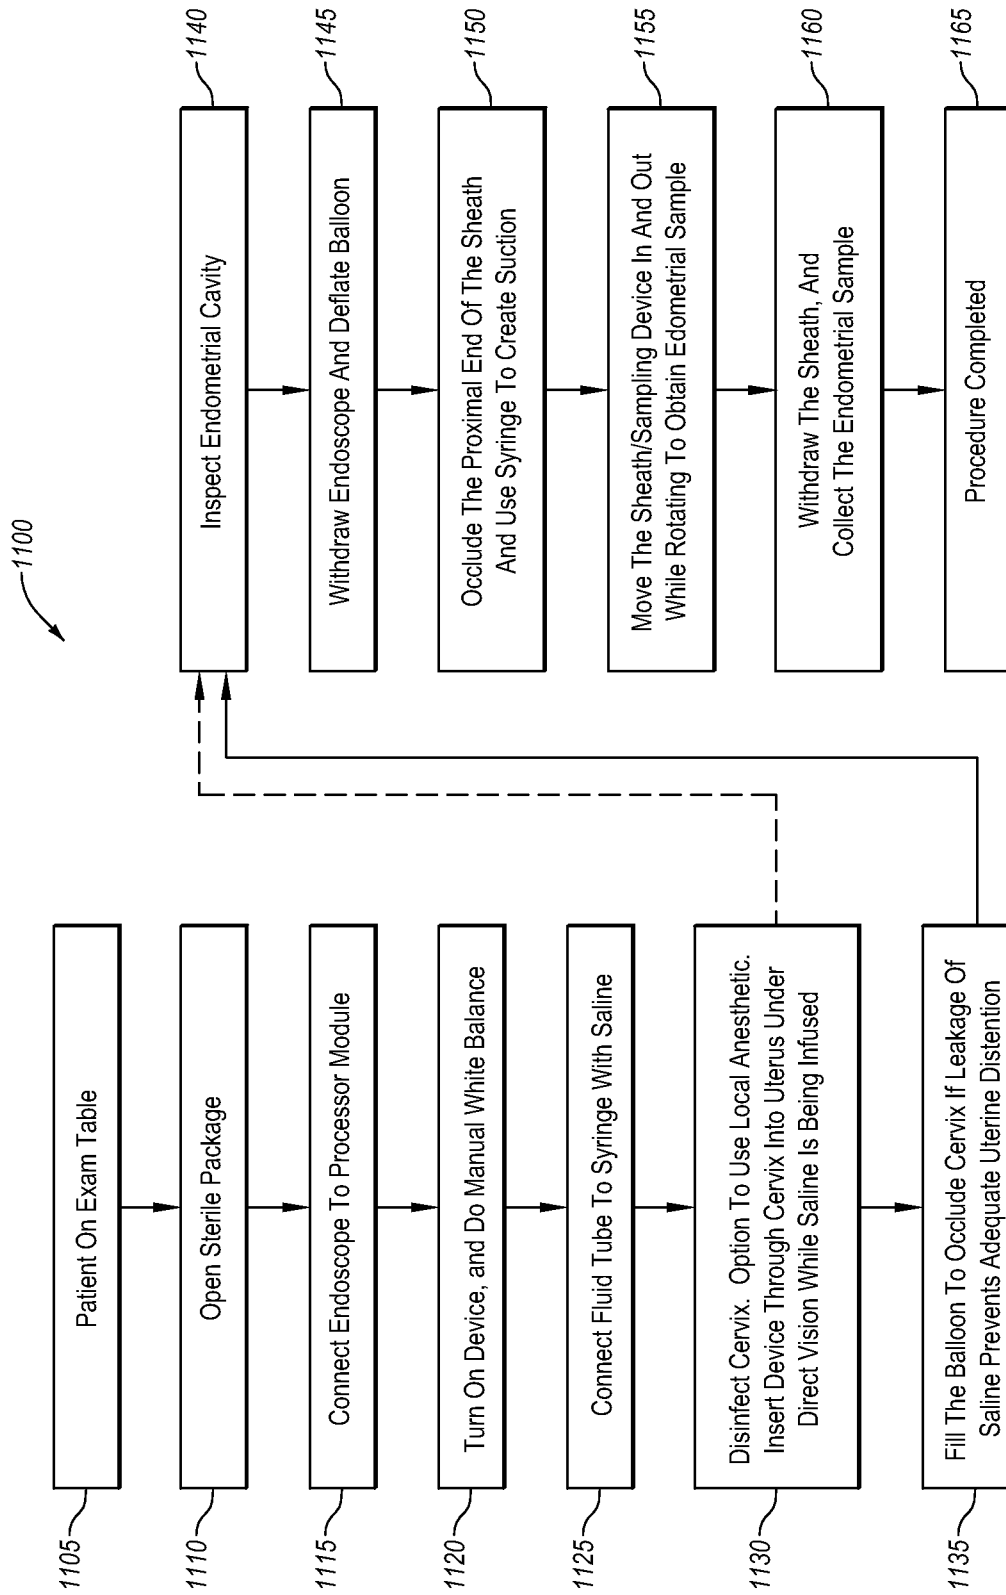 1100
1105
Patient On Exam Table
1110
Open Sterile Package
1115
Connect Endoscope To Processor Module
1120
Turn On Device, and Do Manual White Balance
1125
Connect Fluid Tube To Syringe With Saline
1130
Disinfect Cervix. Option To Use Local Anesthetic.
Insert Device Through Cervix Into Uterus Under
Direct Vision While Saline Is Being Infused
1135
Fill The Balloon To Occlude Cervix If Leakage Of
Saline Prevents Adequate Uterine Distention
1140
Inspect Endometrial Cavity
1145
Withdraw Endoscope And Deflate Balloon
1150
Occlude The Proximal End Of The Sheath
And Use Syringe To Create Suction
1155
Move The Sheath/Sampling Device In And Out
While Rotating To Obtain Edometrial Sample
1160
Withdraw The Sheath, And
Collect The Endometrial Sample
1165
Procedure Completed